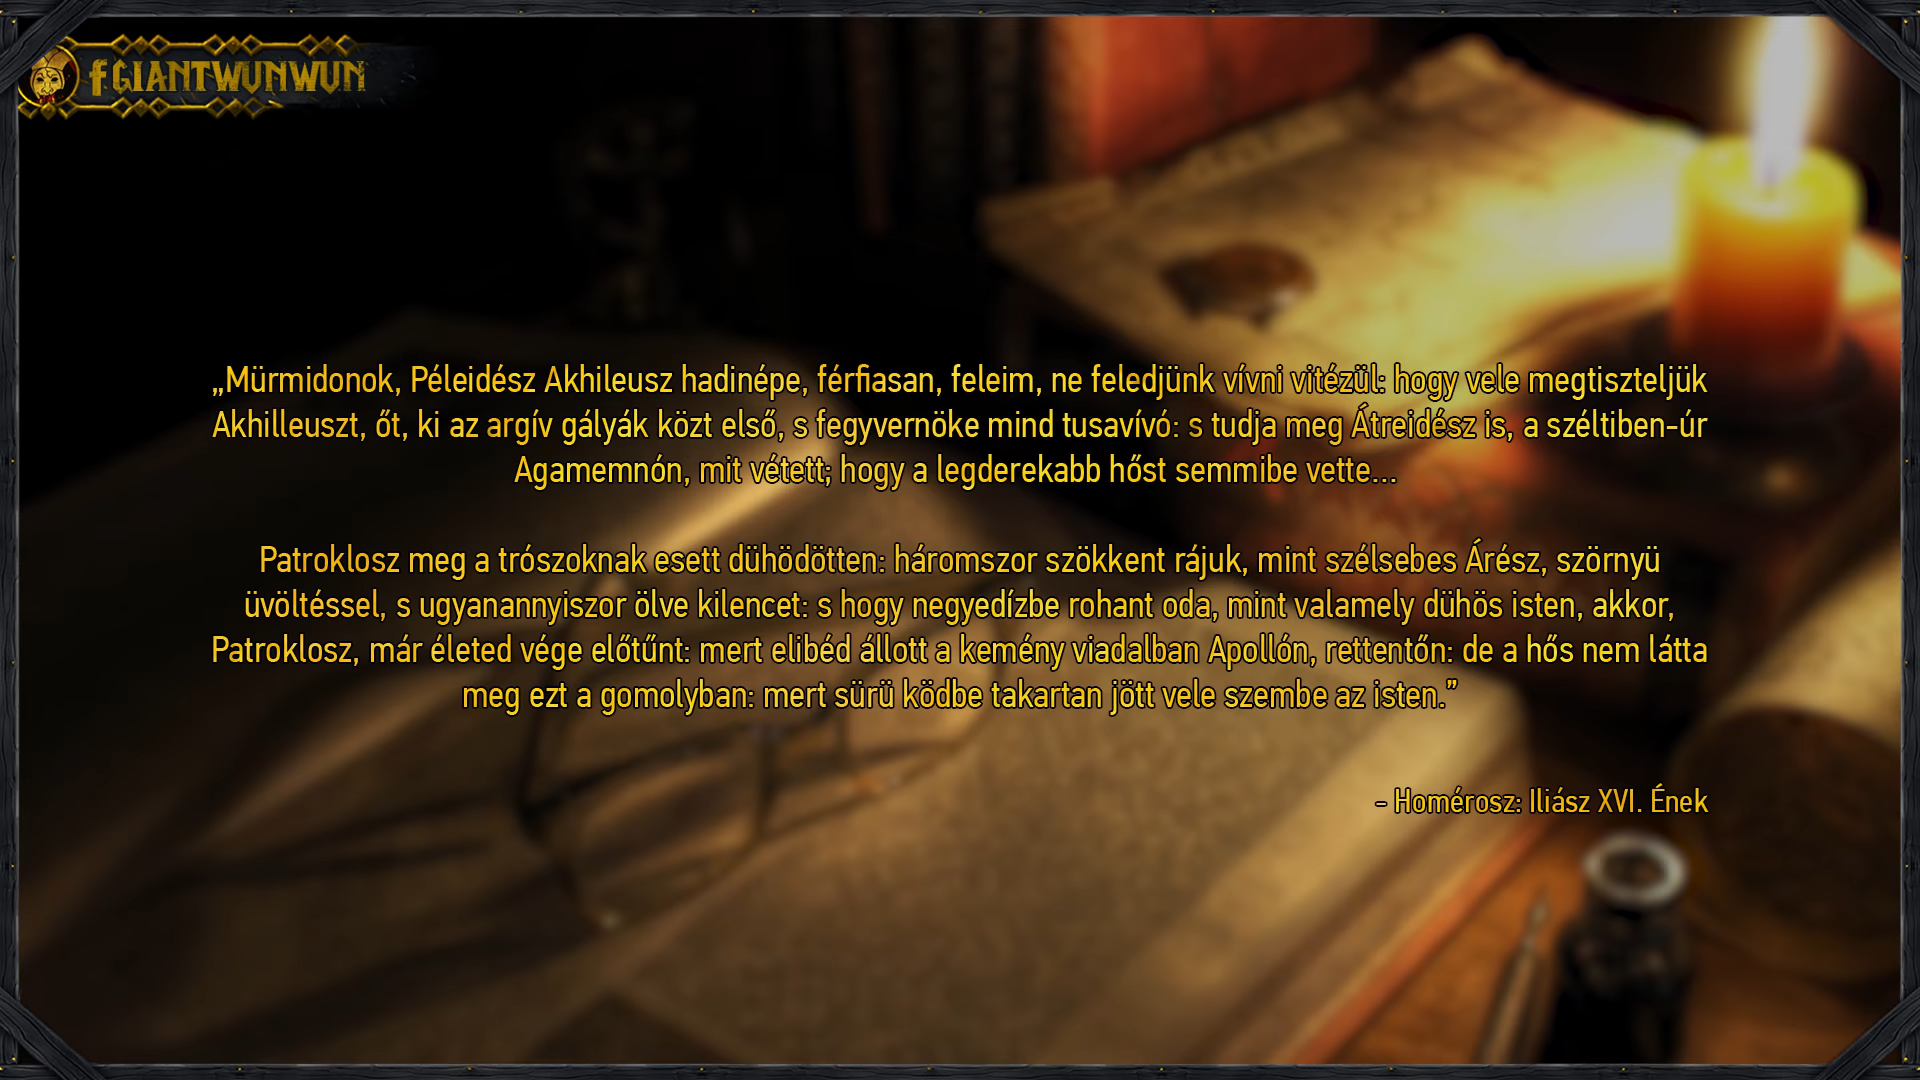 fGIANTWUNWUN
„Mürmidonok, Péleidész Akhileusz hadinépe, férfiasan, feleim, ne feledjünk vívni vitézül: hogy vele megtiszteljük
Akhilleuszt, őt, ki az argív gályák közt első, s fegyvernöke mind tusavívó: s tudja meg Átreidész is, a széltiben-úr
Agamemnón, mit vétett; hogy a legderekabb hőst semmibe vette...
Patroklosz meg a trószoknak esett dühödötten: háromszor szökkent rájuk, mint szélsebes Árész, szörnyü
üvöltéssel, s ugyanannyiszor ölve kilencet: s hogy negyedízbe rohant oda, mint valamely dühös isten, akkor,
Patroklosz, már életed vége előtűnt: mert elibéd állott a kemény viadalban Apollón, rettentőn: de a hős nem látta
meg ezt a gomolyban: mert sürü ködbe takartan jött vele szembe az isten.”
- Homérosz: Iliász XVI. Ének